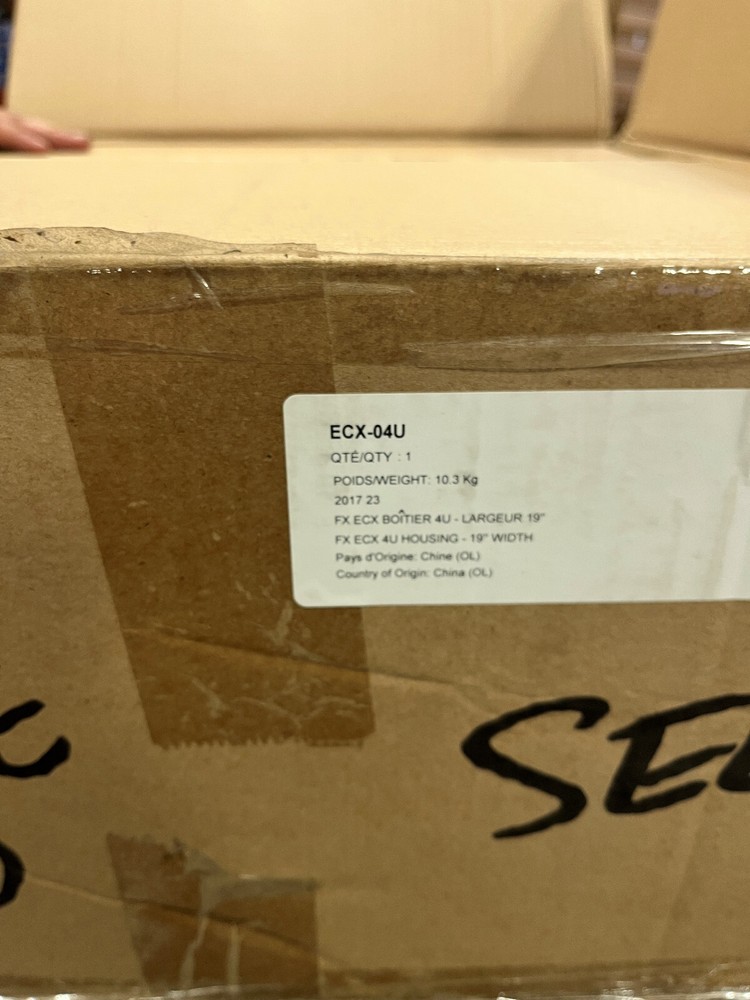 ECX-04U
QTÉ/QTY : 1
POIDS/WEIGHT: 10.3 Kg
2017 23
FX ECX BOÎTIER 4U - LARGEUR 19"
FX ECX 4U HOUSING - 19" WIDTH
Pays d'Origine: Chine (OL)
Country of Origin: China (OL)